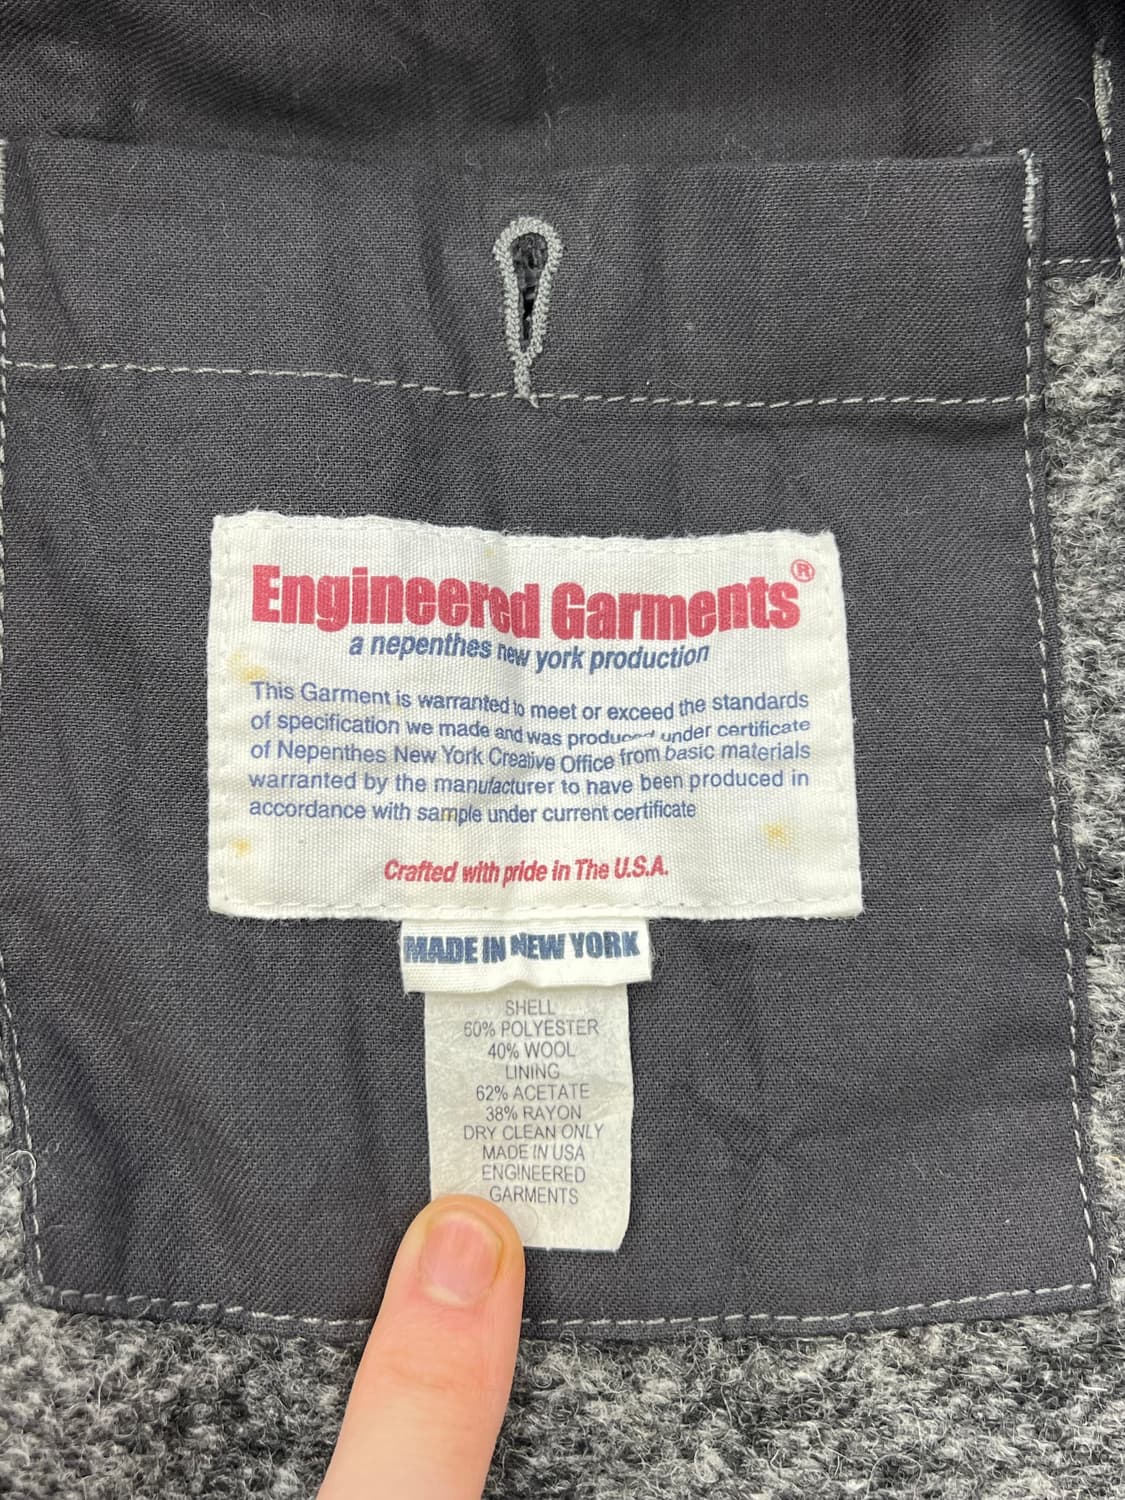 Engineered Garments®
a nepenthes new york production
This Garment is warranted to meet or exceed the standards
of specification we made and was produced under certificate
of Nepenthes New York Creative Office from basic materials
warranted by the manufacturer to have been produced in
accordance with sample under current certificate
Crafted with pride in The U.S.A.
MADE IN NEW YORK
SHELL
60% POLYESTER
40% WOOL
LINING
62% ACETATE
38% RAYON
DRY CLEAN ONLY
MADE IN USA
ENGINEERED
GARMENTS